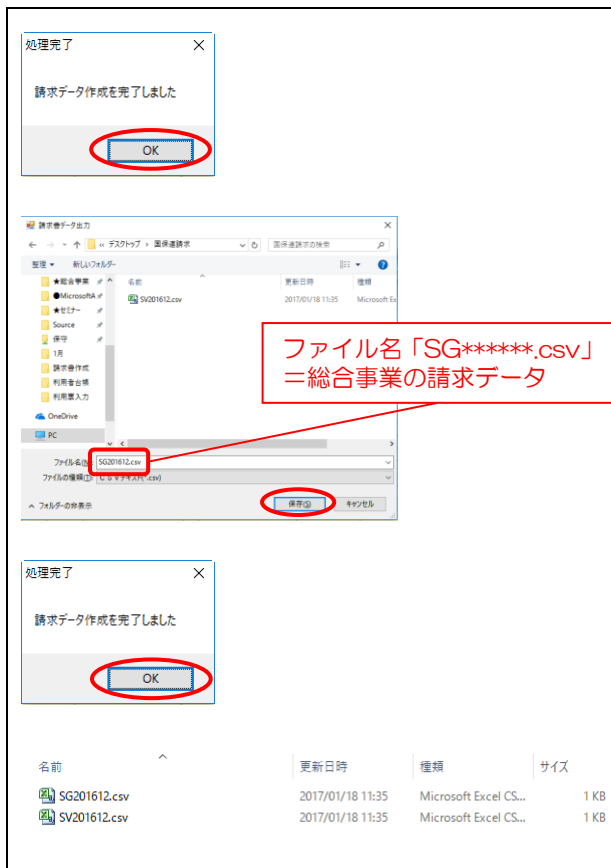 処理完了
請求データ作成を完了しました
OK
請求書データ出力
« デスクトップ › 国保連請求
国保連請求の検索
整理 新しいフォルダー
★総合事業
●MicrosoftA
★セミナー
Source
保守
1月
請求書作成
利用者台帳
利用票入力
OneDrive
PC
名前 更新日時 種類
SV201612.csv 2017/01/18 11:35 Microsoft Ex
ファイル名「SG******.csv」
＝総合事業の請求データ
ファイル名(N): SG201612.csv
ファイルの種類(T): CSVテキスト(*.csv)
フォルダーの非表示
保存(S) キャンセル
処理完了
請求データ作成を完了しました
OK
名前 更新日時 種類 サイズ
SG201612.csv 2017/01/18 11:35 Microsoft Excel CS... 1 KB
SV201612.csv 2017/01/18 11:35 Microsoft Excel CS... 1 KB